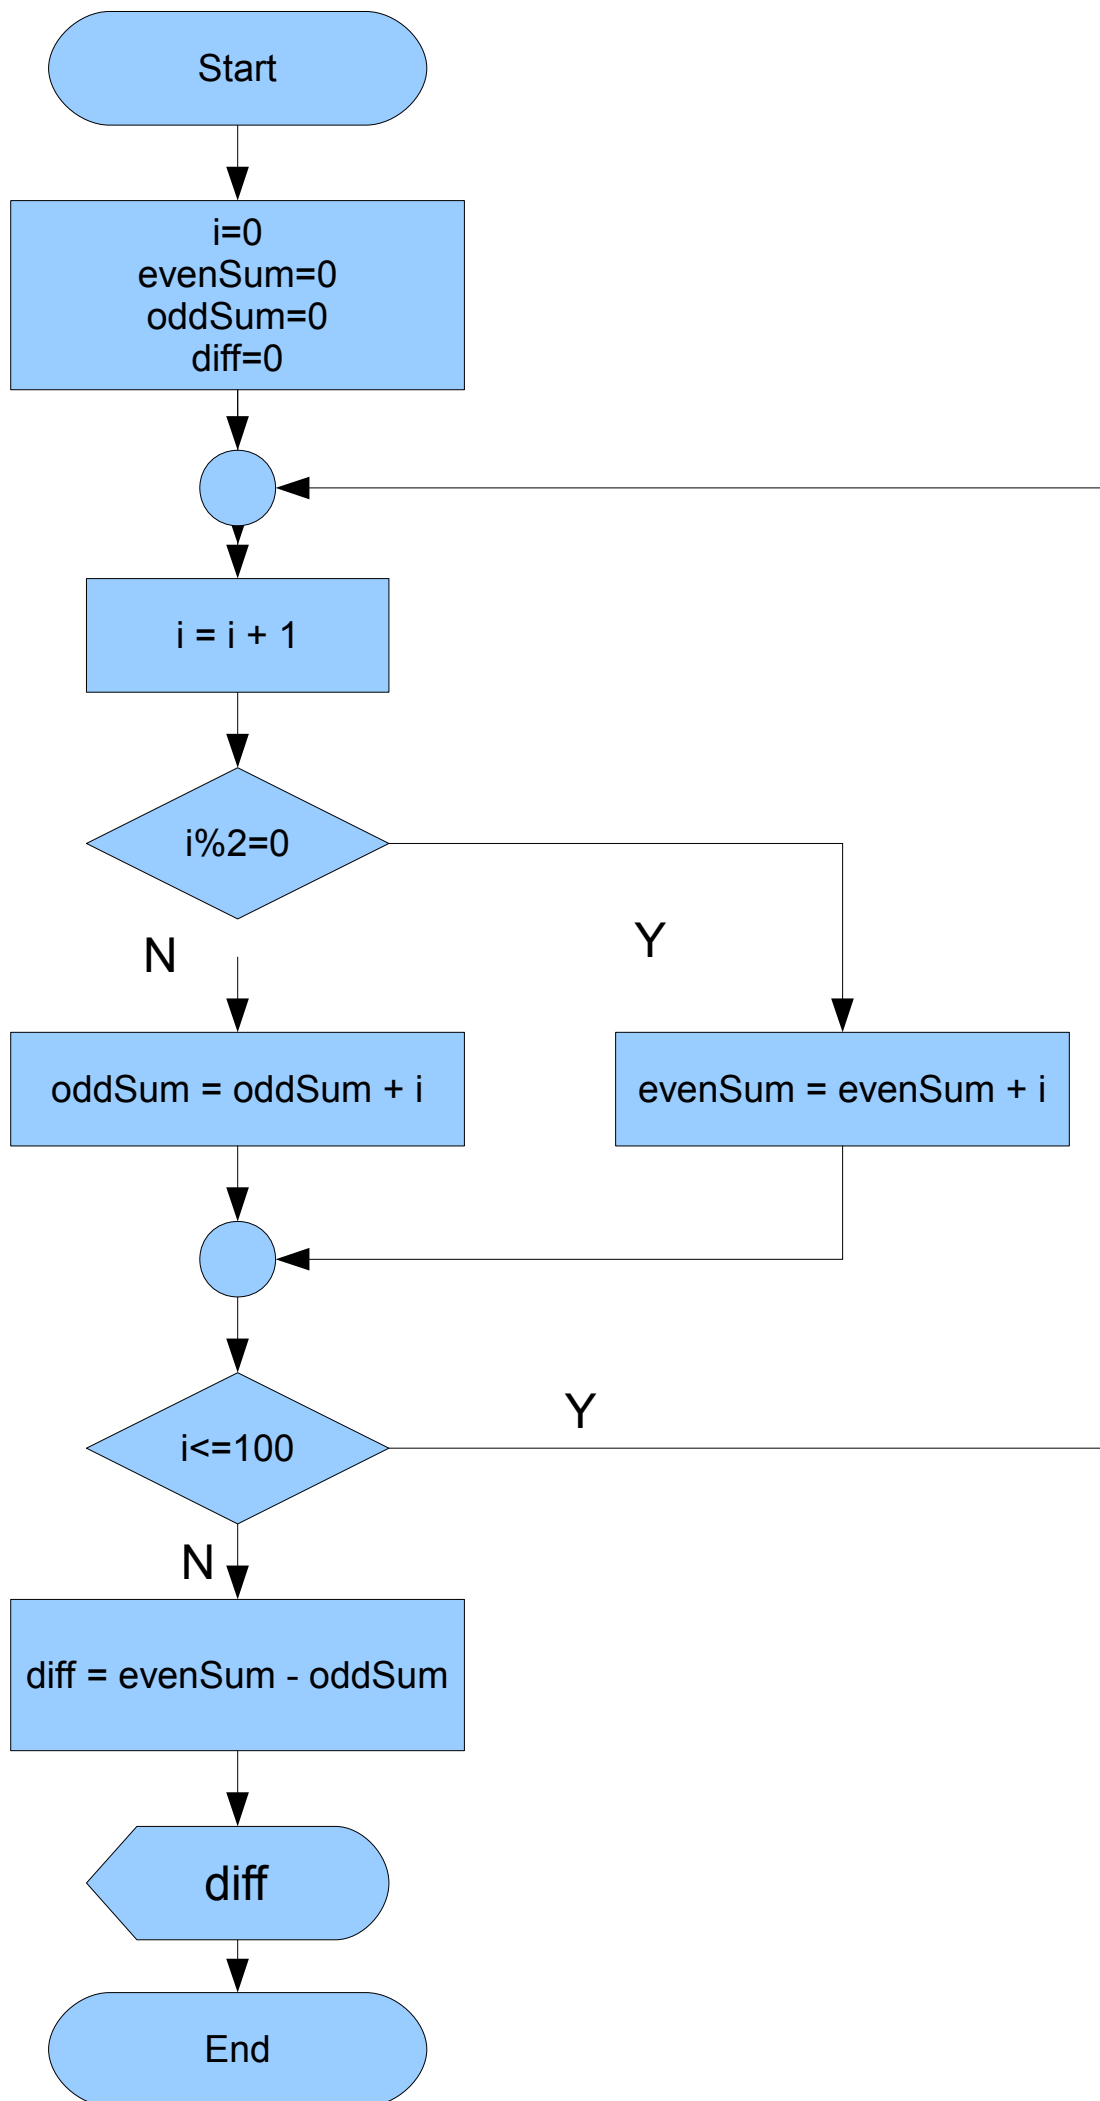 Start
i=0
evenSum=0
oddSum=0
diff=0
i = i + 1
i%2=0
N
Y
oddSum = oddSum + i
evenSum = evenSum + i
i<=100
Y
N
diff = evenSum - oddSum
diff
End